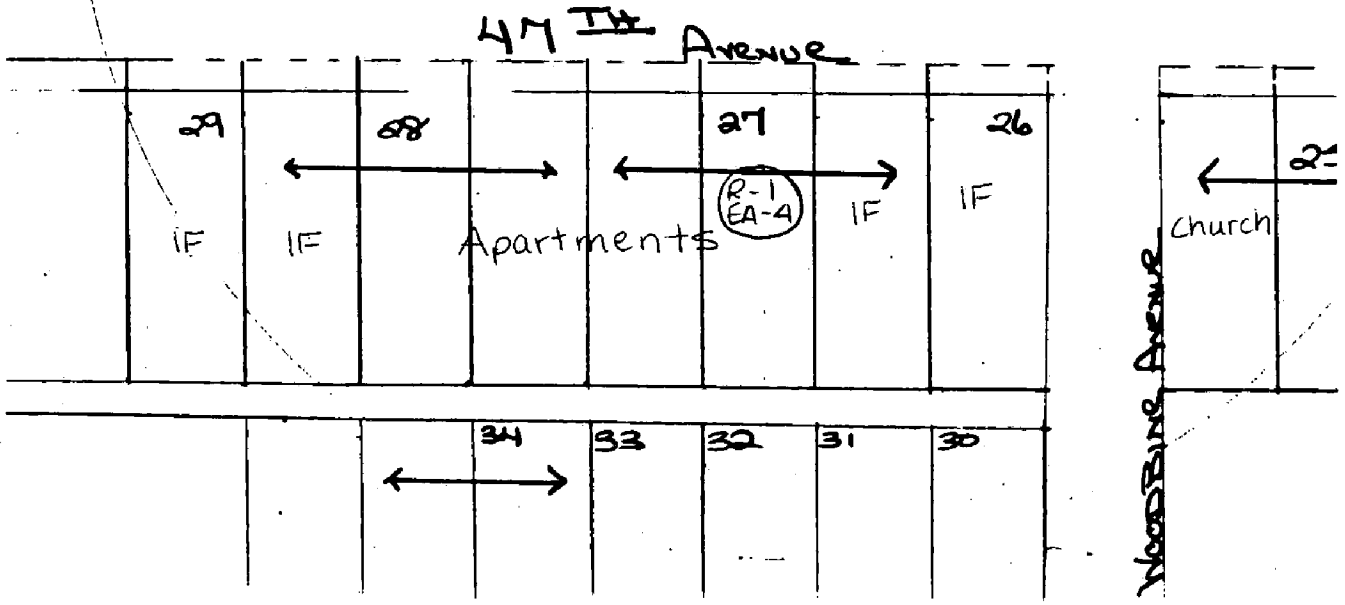 47TH Avenue
29
28
27
26
R-1
EA-4
IF
IF
Apartments
IF
IF
Church
WOODBINE Avenue
34
33
32
31
30